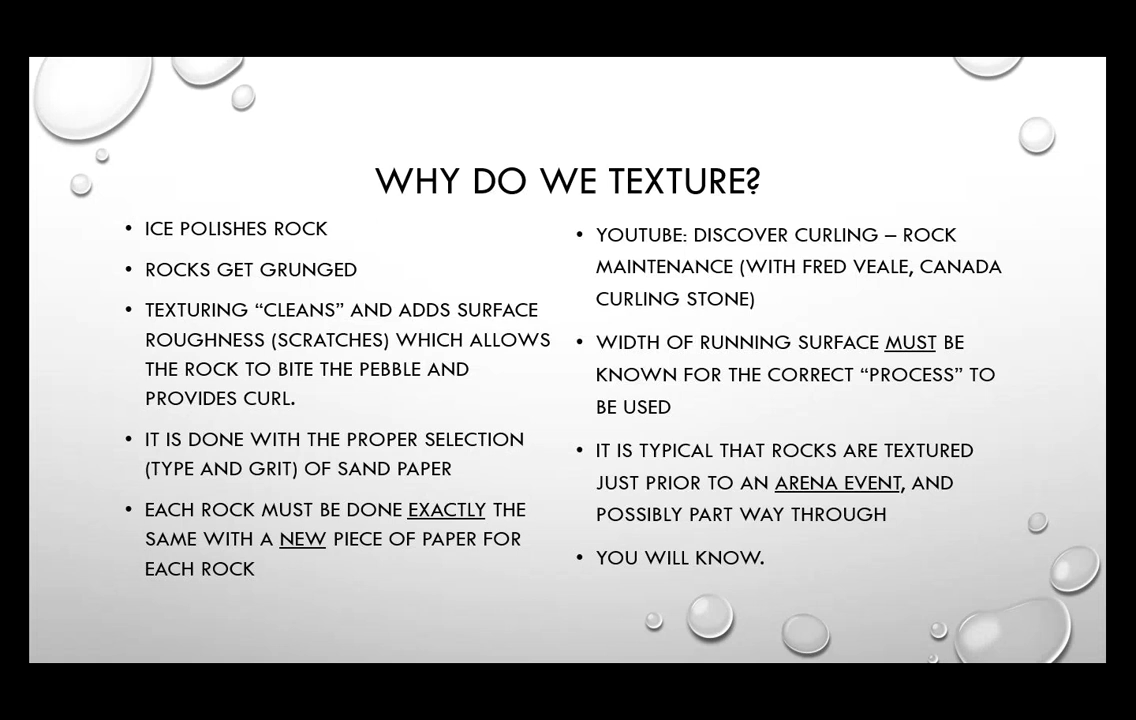 WHY DO WE TEXTURE?
• ICE POLISHES ROCK
• ROCKS GET GRUNGED
• TEXTURING “CLEANS” AND ADDS SURFACE
ROUGHNESS (SCRATCHES) WHICH ALLOWS
THE ROCK TO BITE THE PEBBLE AND
PROVIDES CURL.
• IT IS DONE WITH THE PROPER SELECTION
(TYPE AND GRIT) OF SAND PAPER
• EACH ROCK MUST BE DONE EXACTLY THE
SAME WITH A NEW PIECE OF PAPER FOR
EACH ROCK
• YOUTUBE: DISCOVER CURLING – ROCK
MAINTENANCE (WITH FRED VEALE, CANADA
CURLING STONE)
• WIDTH OF RUNNING SURFACE MUST BE
KNOWN FOR THE CORRECT “PROCESS” TO
BE USED
• IT IS TYPICAL THAT ROCKS ARE TEXTURED
JUST PRIOR TO AN ARENA EVENT, AND
POSSIBLY PART WAY THROUGH
• YOU WILL KNOW.